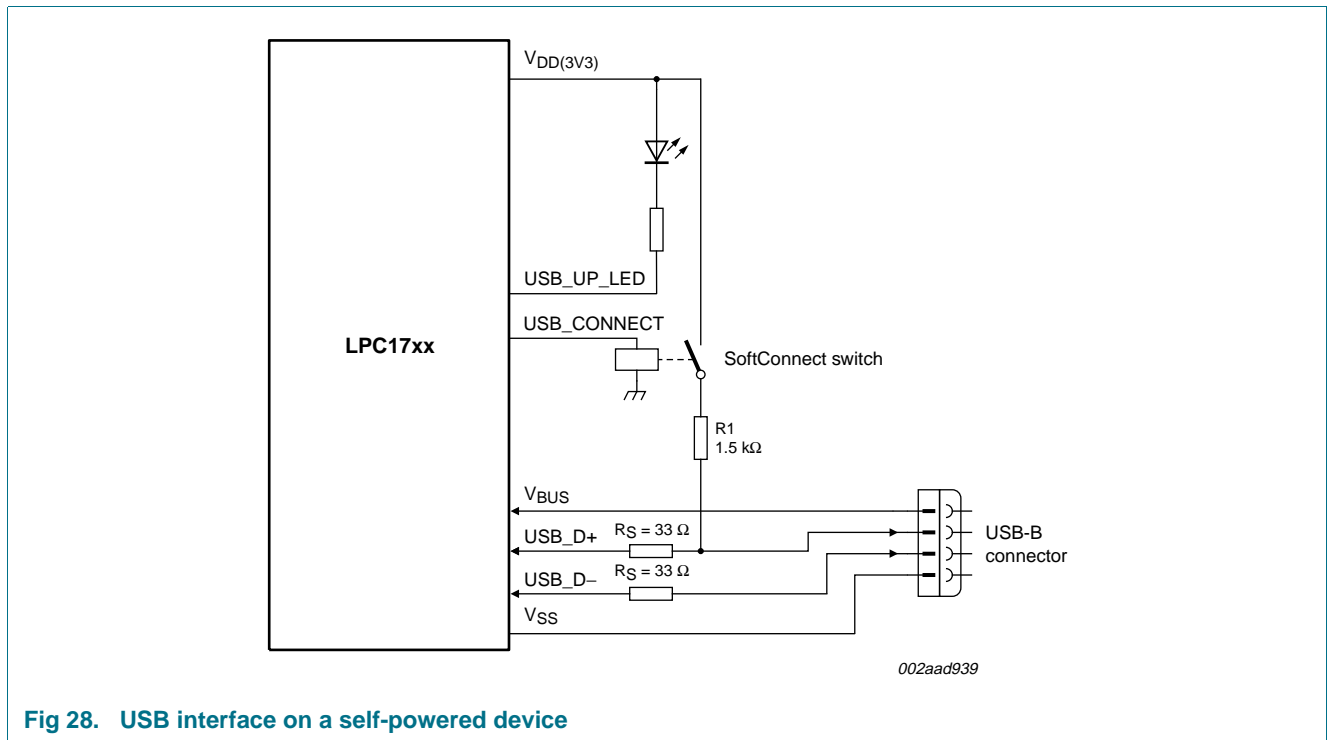 VDD(3V3)
USB_UP_LED
USB_CONNECT
LPC17xx
SoftConnect switch
R1
1.5 kΩ
VBUS
USB_D+
RS = 33 Ω
USB-B
connector
USB_D−
RS = 33 Ω
VSS
002aad939
Fig 28. USB interface on a self-powered device